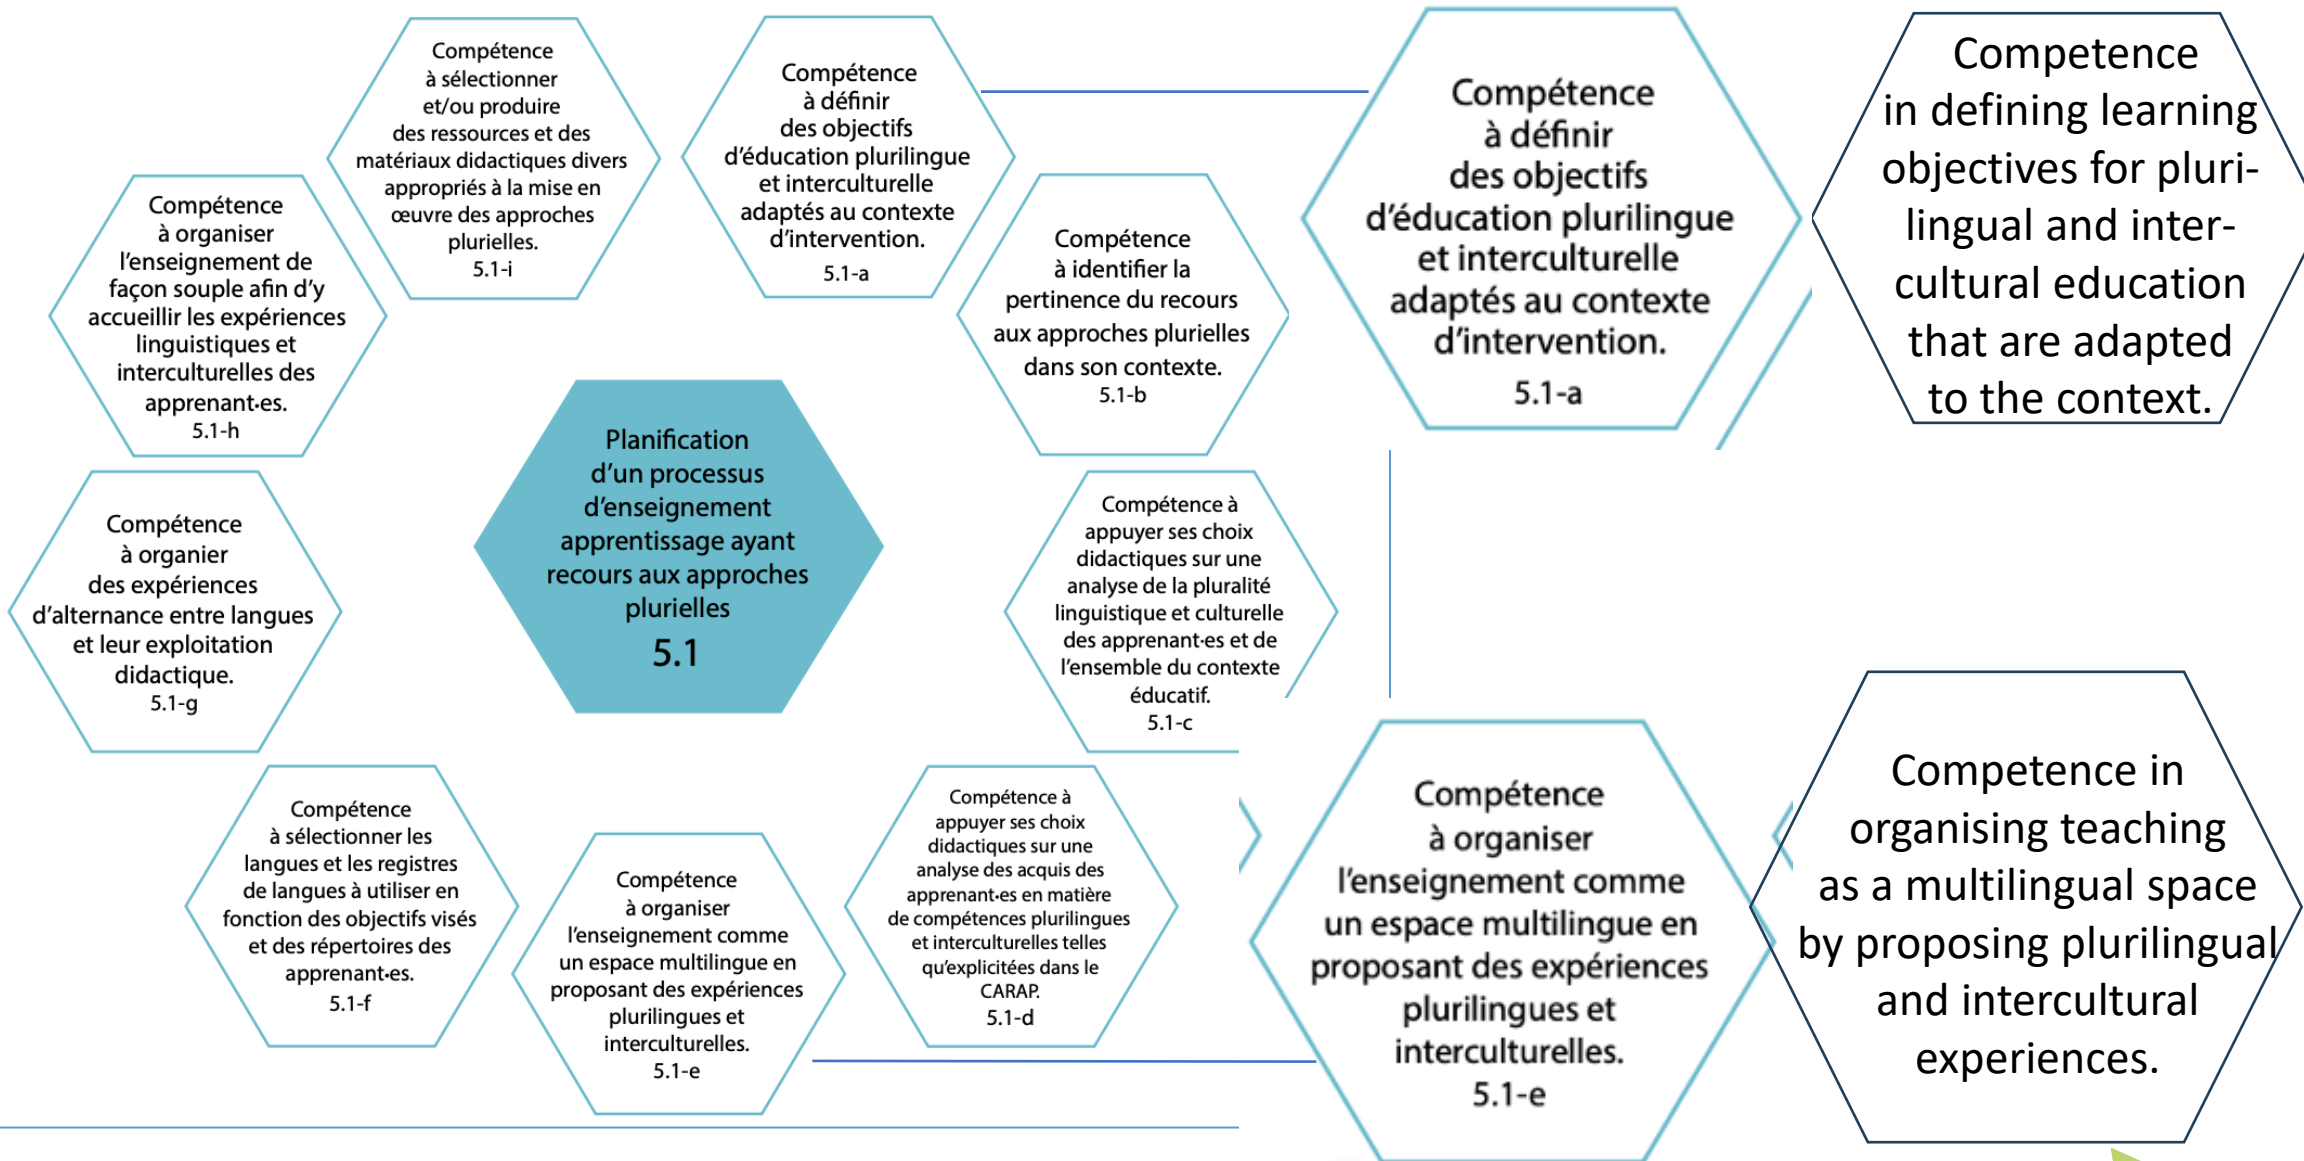 Compétence
à sélectionner
et/ou produire
des ressources et des
matériaux didactiques divers
appropriés à la mise en
œuvre des approches
plurielles.
5.1-i
Compétence
à définir
des objectifs
d'éducation plurilingue
et interculturelle
adaptés au contexte
d'intervention.
5.1-a
Compétence
à identifier la
pertinence du recours
aux approches plurielles
dans son contexte.
5.1-b
Compétence à
appuyer ses choix
didactiques sur une
analyse de la pluralité
linguistique et culturelle
des apprenant·es et de
l'ensemble du contexte
éducatif.
5.1-c
Compétence à
appuyer ses choix
didactiques sur une
analyse des acquis des
apprenant·es en matière
de compétences plurilingues
et interculturelles telles
qu'explicitées dans le
CARAP.
5.1-d
Compétence
à organiser
l'enseignement comme
un espace multilingue en
proposant des expériences
plurilingues et
interculturelles.
5.1-e
Compétence
à sélectionner les
langues et les registres
de langues à utiliser en
fonction des objectifs visés
et des répertoires des
apprenant·es.
5.1-f
Compétence
à organier
des expériences
d'alternance entre langues
et leur exploitation
didactique.
5.1-g
Compétence
à organiser
l'enseignement de
façon souple afin d'y
accueillir les expériences
linguistiques et
interculturelles des
apprenant·es.
5.1-h
Planification
d'un processus
d'enseignement
apprentissage ayant
recours aux approches
plurielles
5.1
Compétence
à définir
des objectifs
d'éducation plurilingue
et interculturelle
adaptés au contexte
d'intervention.
5.1-a
Competence
in defining learning
objectives for pluri-
lingual and inter-
cultural education
that are adapted
to the context.
Compétence
à organiser
l'enseignement comme
un espace multilingue en
proposant des expériences
plurilingues et
interculturelles.
5.1-e
Competence in
organising teaching
as a multilingual space
by proposing plurilingual
and intercultural
experiences.